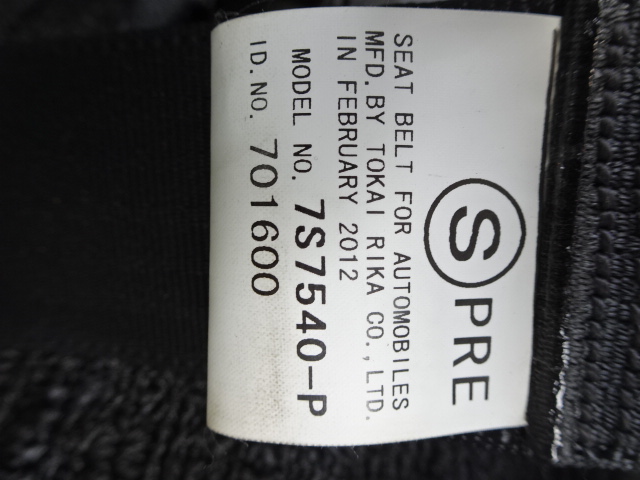 Ⓢ PRE
SEAT BELT FOR AUTOMOBILES
MFD. BY TOKAI RIKA CO., LTD.
IN FEBRUARY 2012
MODEL NO. 7S7540-P
ID.NO. 701600